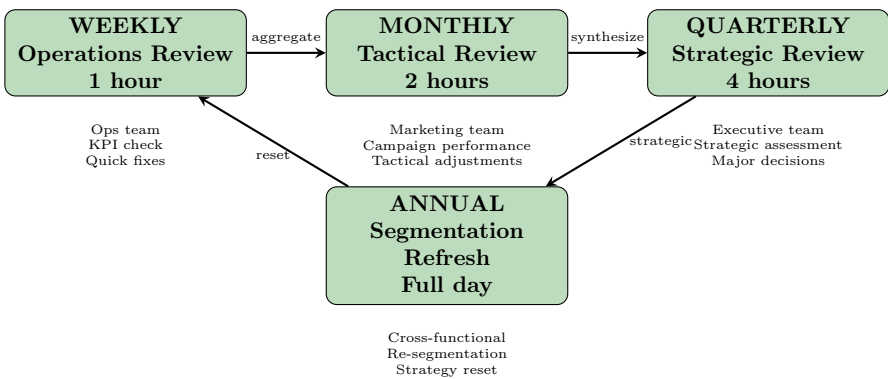 WEEKLY
Operations Review
1 hour
aggregate
MONTHLY
Tactical Review
2 hours
synthesize
QUARTERLY
Strategic Review
4 hours
Ops team
KPI check
Quick fixes
reset
Marketing team
Campaign performance
Tactical adjustments
strategic
Executive team
Strategic assessment
Major decisions
ANNUAL
Segmentation
Refresh
Full day
Cross-functional
Re-segmentation
Strategy reset